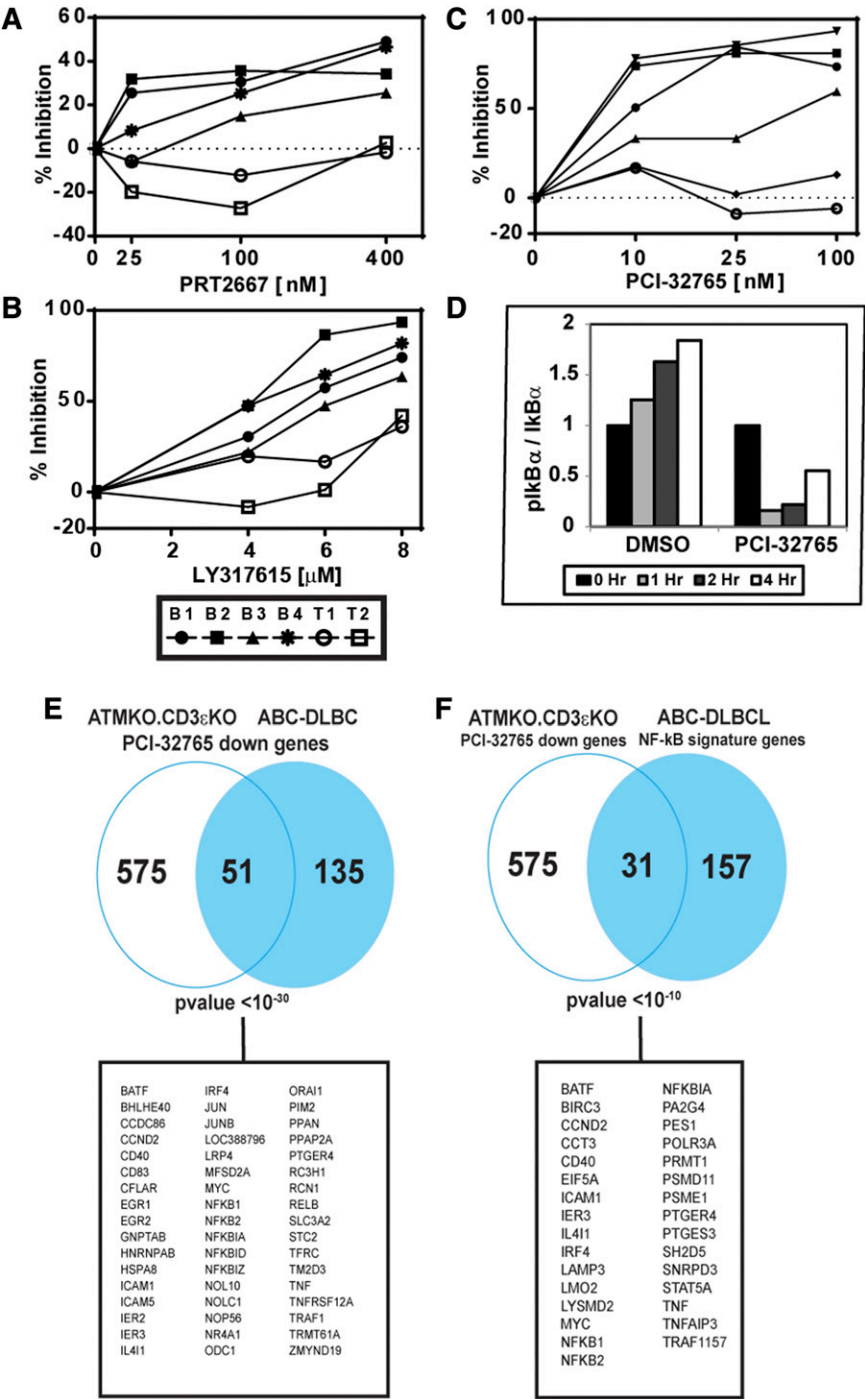 A
60
40
20
0
-20
-40
% Inhibition
0 25 100 400
PRT2667 [nM]
C
100
50
0
-20
% Inhibition
0 10 25 100
PCI-32765 [nM]
B
100
50
0
-20
% Inhibition
0 2 4 6 8
LY317615 [µM]
B1 B2 B3 B4 T1 T2
D
2
1.5
1
0.5
0
pIkBα / IkBα
DMSO PCI-32765
0 Hr 1 Hr 2 Hr 4 Hr
E
ATMKO.CD3εKO ABC-DLBC
PCI-32765 down genes
575 51 135
pvalue <10⁻³⁰
BATF IRF4 ORAI1
BHLHE40 JUN PIM2
CCDC86 JUNB PPAN
CCND2 LOC388796 PPAP2A
CD40 LRP4 PTGER4
CD83 MFSD2A RC3H1
CFLAR MYC RCN1
EGR1 NFKB1 RELB
EGR2 NFKB2 SLC3A2
GNPTAB NFKBIA STC2
HNRNPAB NFKBID TFRC
HSPA8 NFKBIZ TM2D3
ICAM1 NOL10 TNF
ICAM5 NOLC1 TNFRSF12A
IER2 NOP56 TRAF1
IER3 NR4A1 TRMT61A
IL4I1 ODC1 ZMYND19
F
ATMKO.CD3εKO ABC-DLBCL
PCI-32765 down genes NF-kB signature genes
575 31 157
pvalue <10⁻¹⁰
BATF NFKBIA
BIRC3 PA2G4
CCND2 PES1
CCT3 POLR3A
CD40 PRMT1
EIF5A PSMD11
ICAM1 PSME1
IER3 PTGER4
IL4I1 PTGES3
IRF4 SH2D5
LAMP3 SNRPD3
LMO2 STAT5A
LYSMD2 TNF
MYC TNFAIP3
NFKB1 TRAF1157
NFKB2